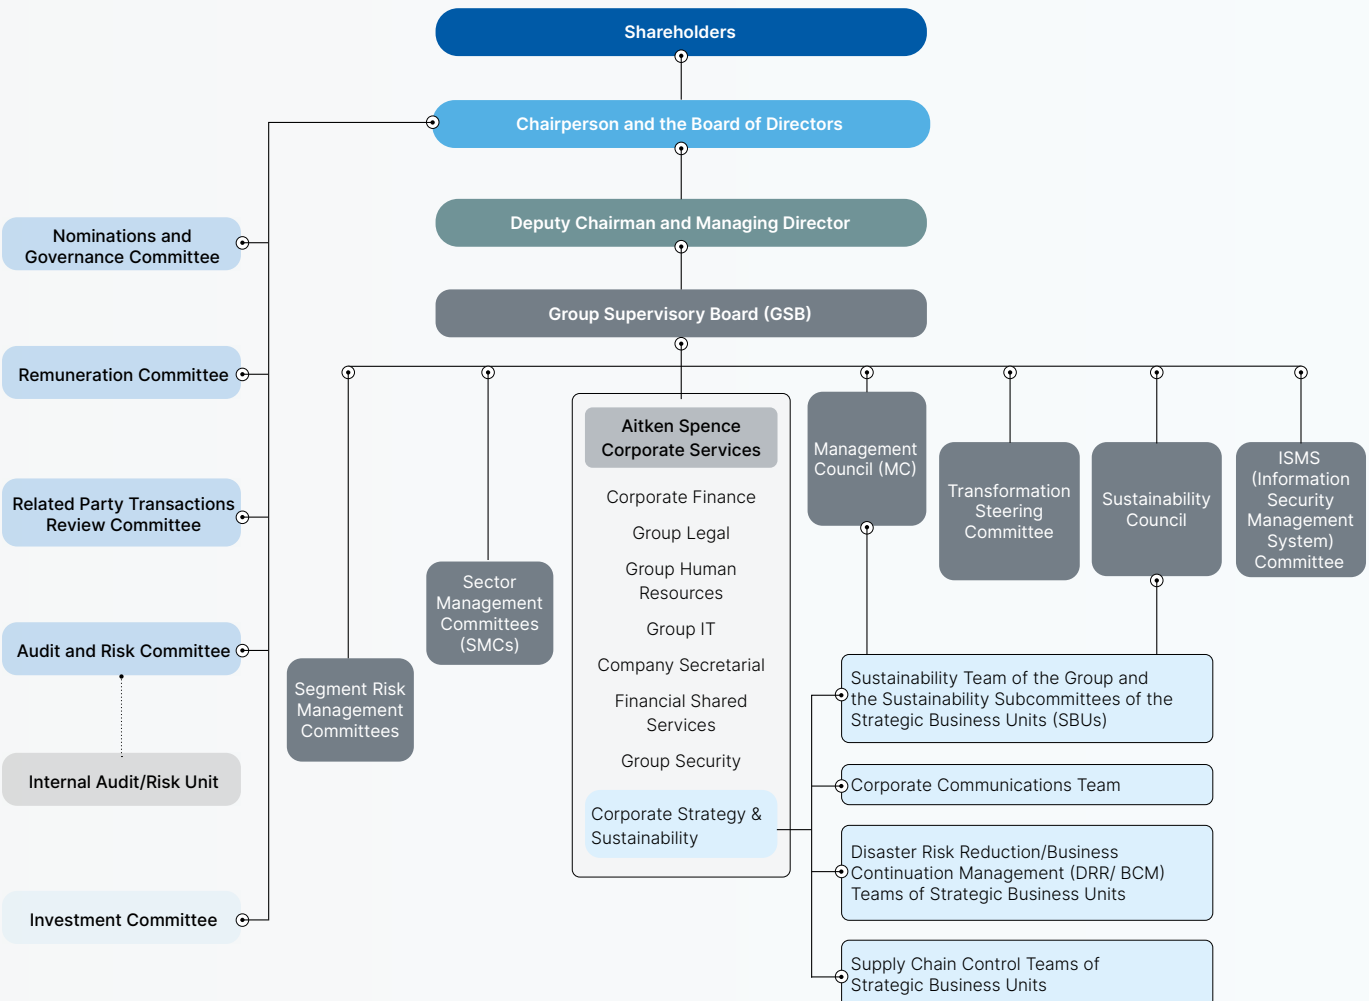 Shareholders
Chairperson and the Board of Directors
Deputy Chairman and Managing Director
Group Supervisory Board (GSB)
Nominations and
Governance Committee
Remuneration Committee
Related Party Transactions
Review Committee
Audit and Risk Committee
Internal Audit/Risk Unit
Investment Committee
Segment Risk
Management
Committees
Sector
Management
Committees
(SMCs)
Aitken Spence
Corporate Services
Corporate Finance
Group Legal
Group Human
Resources
Group IT
Company Secretarial
Financial Shared
Services
Group Security
Corporate Strategy &
Sustainability
Management
Council (MC)
Transformation
Steering
Committee
Sustainability
Council
ISMS
(Information
Security
Management
System)
Committee
Sustainability Team of the Group and
the Sustainability Subcommittees of the
Strategic Business Units (SBUs)
Corporate Communications Team
Disaster Risk Reduction/Business
Continuation Management (DRR/ BCM)
Teams of Strategic Business Units
Supply Chain Control Teams of
Strategic Business Units